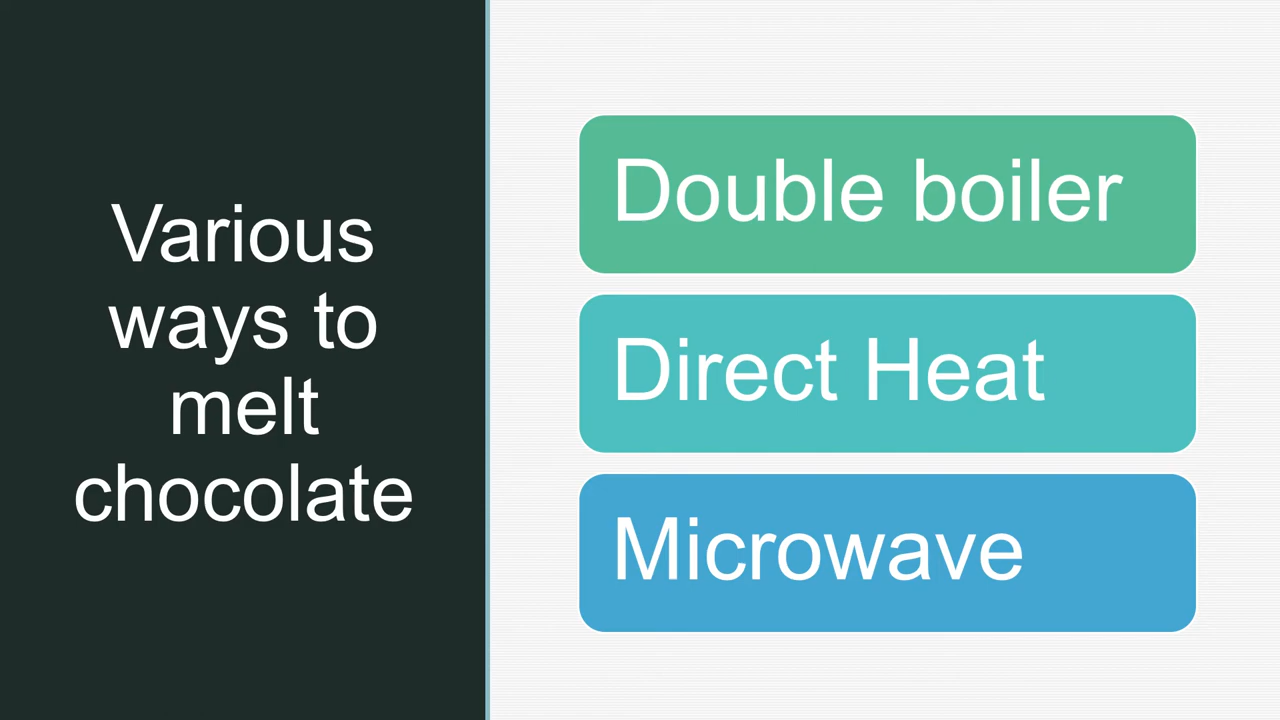 Various
ways to
melt
chocolate
Double boiler
Direct Heat
Microwave